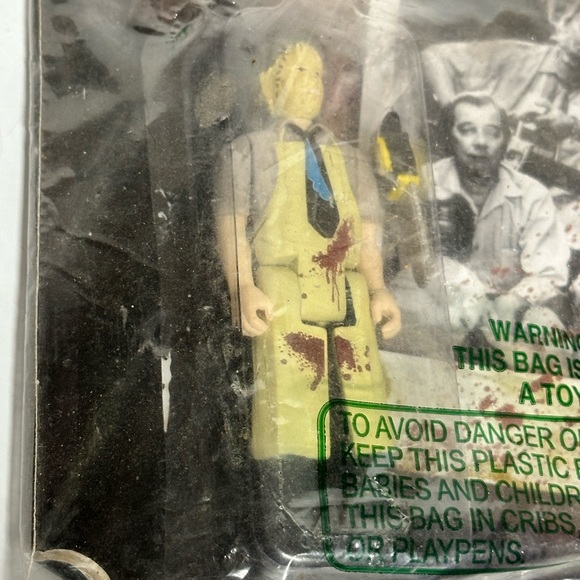 WARNING
THIS BAG IS
A TOY
TO AVOID DANGER O
KEEP THIS PLASTIC
BABIES AND CHILDR
THIS BAG IN CRIBS
OR PLAYPENS